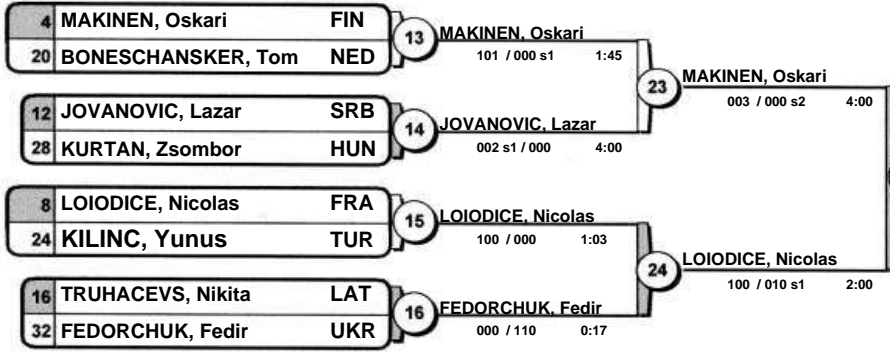 4 MAKINEN, Oskari FIN
20 BONESCHANSKER, Tom NED
13
MAKINEN, Oskari
101 / 000 s1 1:45
12 JOVANOVIC, Lazar SRB
28 KURTAN, Zsombor HUN
14
JOVANOVIC, Lazar
002 s1 / 000 4:00
23
MAKINEN, Oskari
003 / 000 s2 4:00
8 LOIODICE, Nicolas FRA
24 KILINC, Yunus TUR
15
LOIODICE, Nicolas
100 / 000 1:03
16 TRUHACEVS, Nikita LAT
32 FEDORCHUK, Fedir UKR
16
FEDORCHUK, Fedir
000 / 110 0:17
24
LOIODICE, Nicolas
100 / 010 s1 2:00